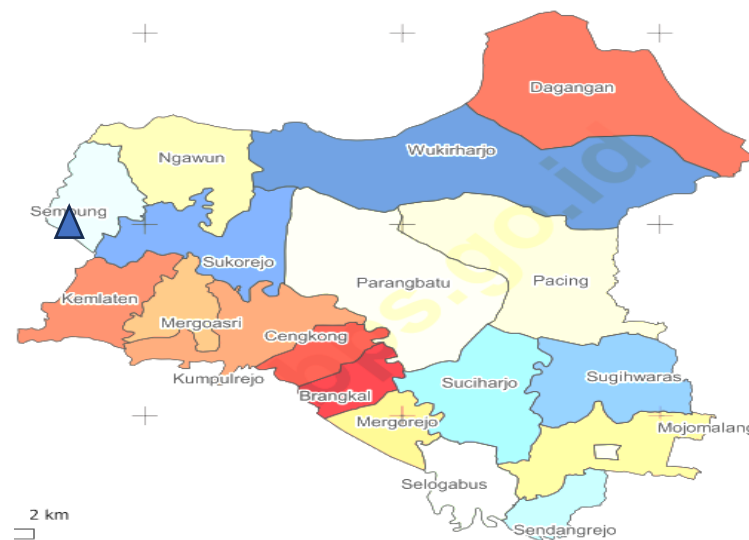 Dagangan
Wukirharjo
Ngawun
Sembung
Sukorejo
Parangbatu
Pacing
Kemlaten
Mergoasri
Cengkong
Kumpulrejo
Brangkal
Suciharjo
Sugihwaras
Mergorejo
Mojomalang
Selogabus
Sendangrejo
2 km